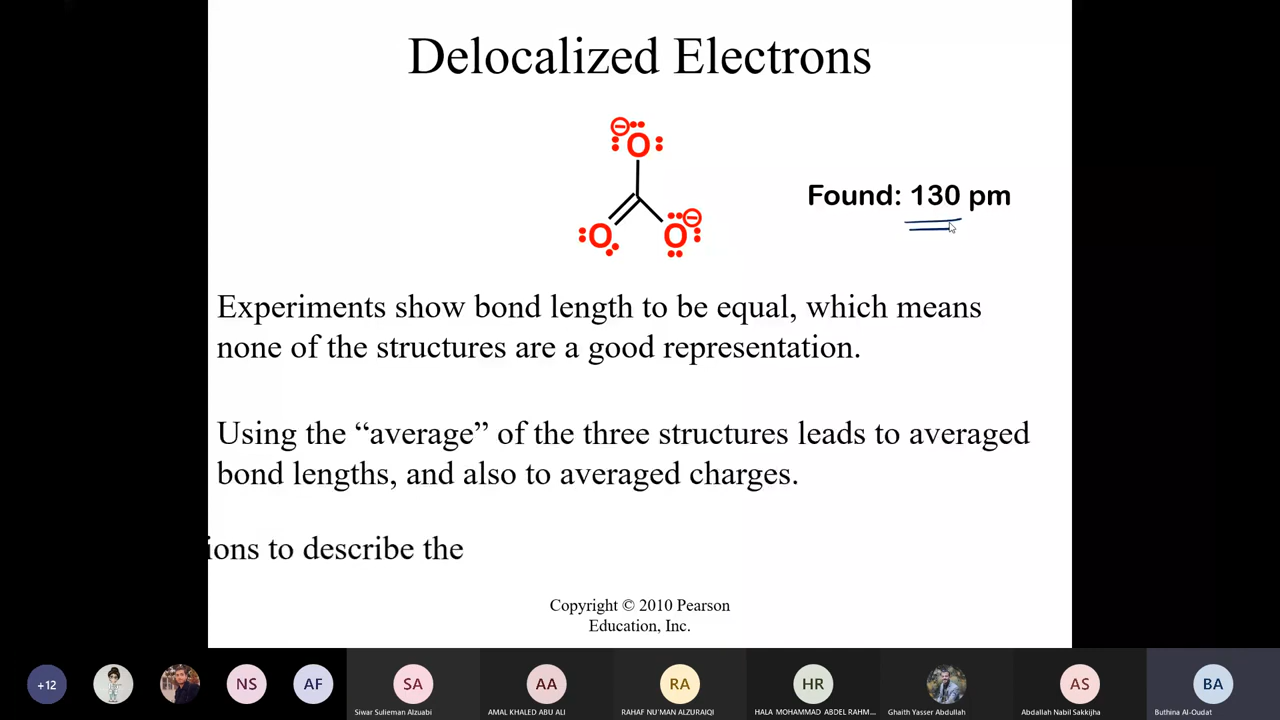 Delocalized Electrons
O
Found: 130 pm
O
O
Experiments show bond length to be equal, which means
none of the structures are a good representation.
Using the “average” of the three structures leads to averaged
bond lengths, and also to averaged charges.
ions to describe the
Copyright © 2010 Pearson
Education, Inc.
+12
NS
AF
SA
AA
RA
HR
AS
BA
Siwar Sulieman Alzuabi
AMAL KHALED ABU ALI
RAHAF NU'MAN ALZURAIQI
HALA MOHAMMAD ABDEL RAHM...
Ghaith Yasser Abdullah
Abdallah Nabil Sakkijha
Buthina Al-Oudat